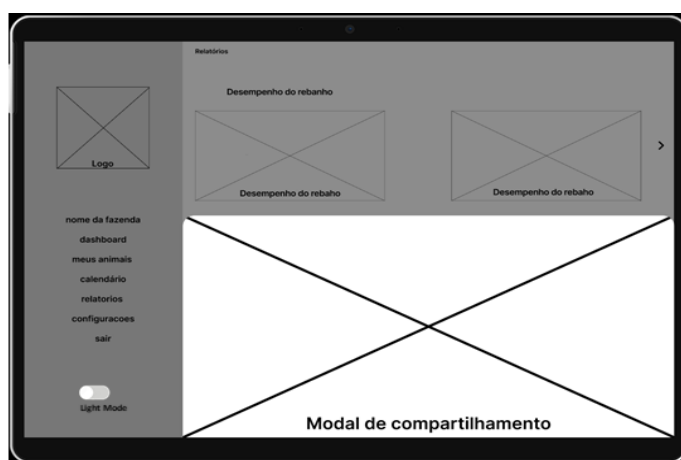 Relatórios
Desempenho do rebanho
Logo
Desempenho do rebaho
Desempenho do rebaho
nome da fazenda
dashboard
meus animais
calendário
relatorios
configuracoes
sair
Light Mode
Modal de compartilhamento